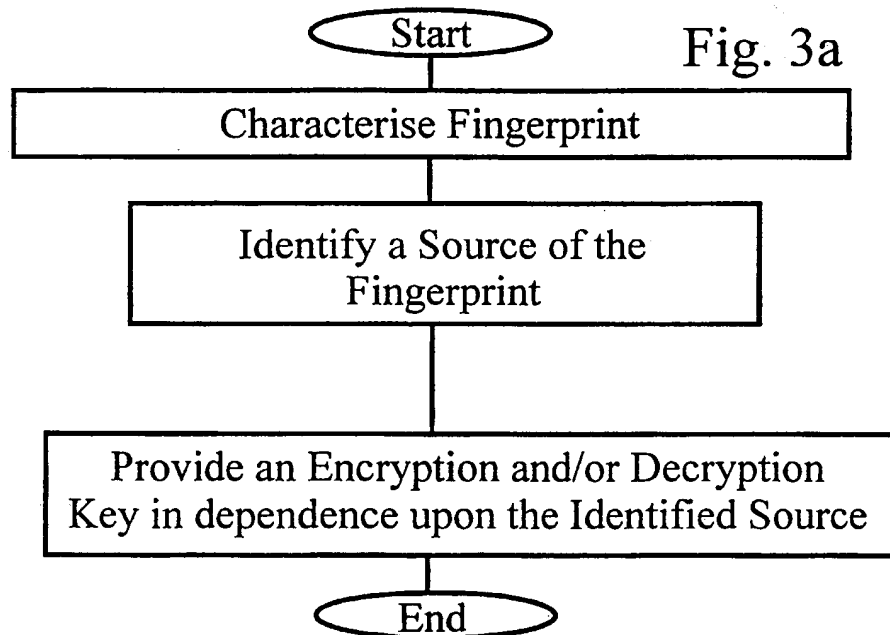 Start
Fig. 3a
Characterise Fingerprint
Identify a Source of the
Fingerprint
Provide an Encryption and/or Decryption
Key in dependence upon the Identified Source
End